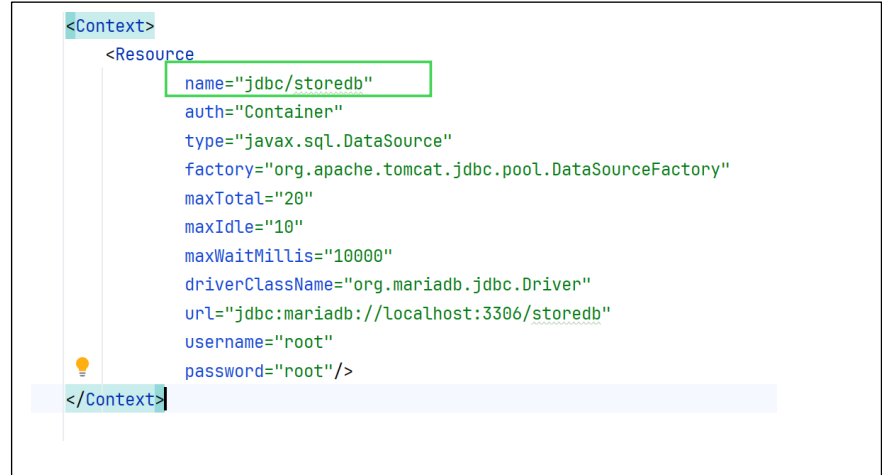 <Context>
<Resource
name="jdbc/storedb"
auth="Container"
type="javax.sql.DataSource"
factory="org.apache.tomcat.jdbc.pool.DataSourceFactory"
maxTotal="20"
maxIdle="10"
maxWaitMillis="10000"
driverClassName="org.mariadb.jdbc.Driver"
url="jdbc:mariadb://localhost:3306/storedb"
username="root"
password="root"/>
</Context>